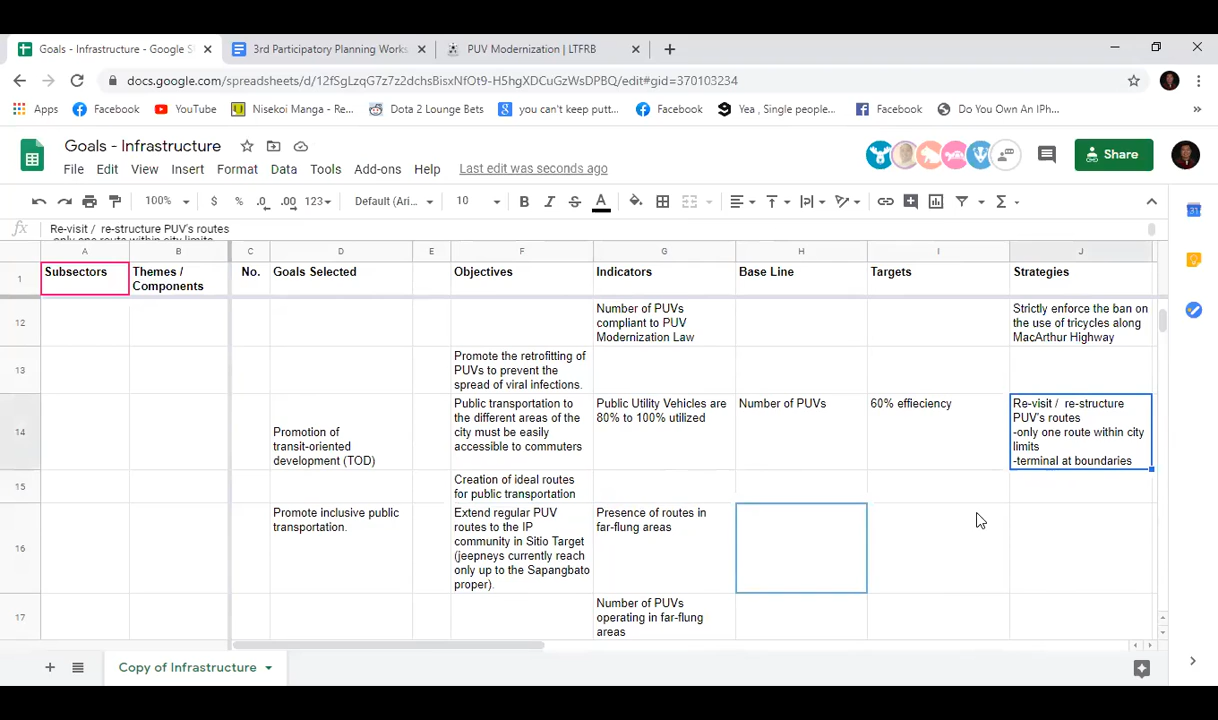 Goals - Infrastructure - Google S
3rd Participatory Planning Works
PUV Modernization | LTFRB
docs.google.com/spreadsheets/d/12fSgLzqG7z7z2dchsBisxNfOt9-H5hgXDCuGzWsDPBQ/edit#gid=370103234
Apps
Facebook
YouTube
Nisekoi Manga - Re...
Dota 2 Lounge Bets
you can't keep putt...
Facebook
Yea , Single people...
Facebook
Do You Own An IPh...
»
Goals - Infrastructure
File Edit View Insert Format Data Tools Add-ons Help Last edit was seconds ago
Share
100% $ % .0 .00 123 Default (Ari... 10 B I S A
fx Re-visit / re-structure PUV's routes
-only one route within city limits
A B C D E F G H I J
1
Subsectors
Themes /
Components
No.
Goals Selected
Objectives
Indicators
Base Line
Targets
Strategies
12
Number of PUVs
compliant to PUV
Modernization Law
Strictly enforce the ban on
the use of tricycles along
MacArthur Highway
13
Promote the retrofitting of
PUVs to prevent the
spread of viral infections.
14
Promotion of
transit-oriented
development (TOD)
Public transportation to
the different areas of the
city must be easily
accessible to commuters
Public Utility Vehicles are
80% to 100% utilized
Number of PUVs
60% effieciency
Re-visit / re-structure
PUV's routes
-only one route within city
limits
-terminal at boundaries
15
Creation of ideal routes
for public transportation
16
Promote inclusive public
transportation.
Extend regular PUV
routes to the IP
community in Sitio Target
(jeepneys currently reach
only up to the Sapangbato
proper).
Presence of routes in
far-flung areas
17
Number of PUVs
operating in far-flung
areas
Copy of Infrastructure